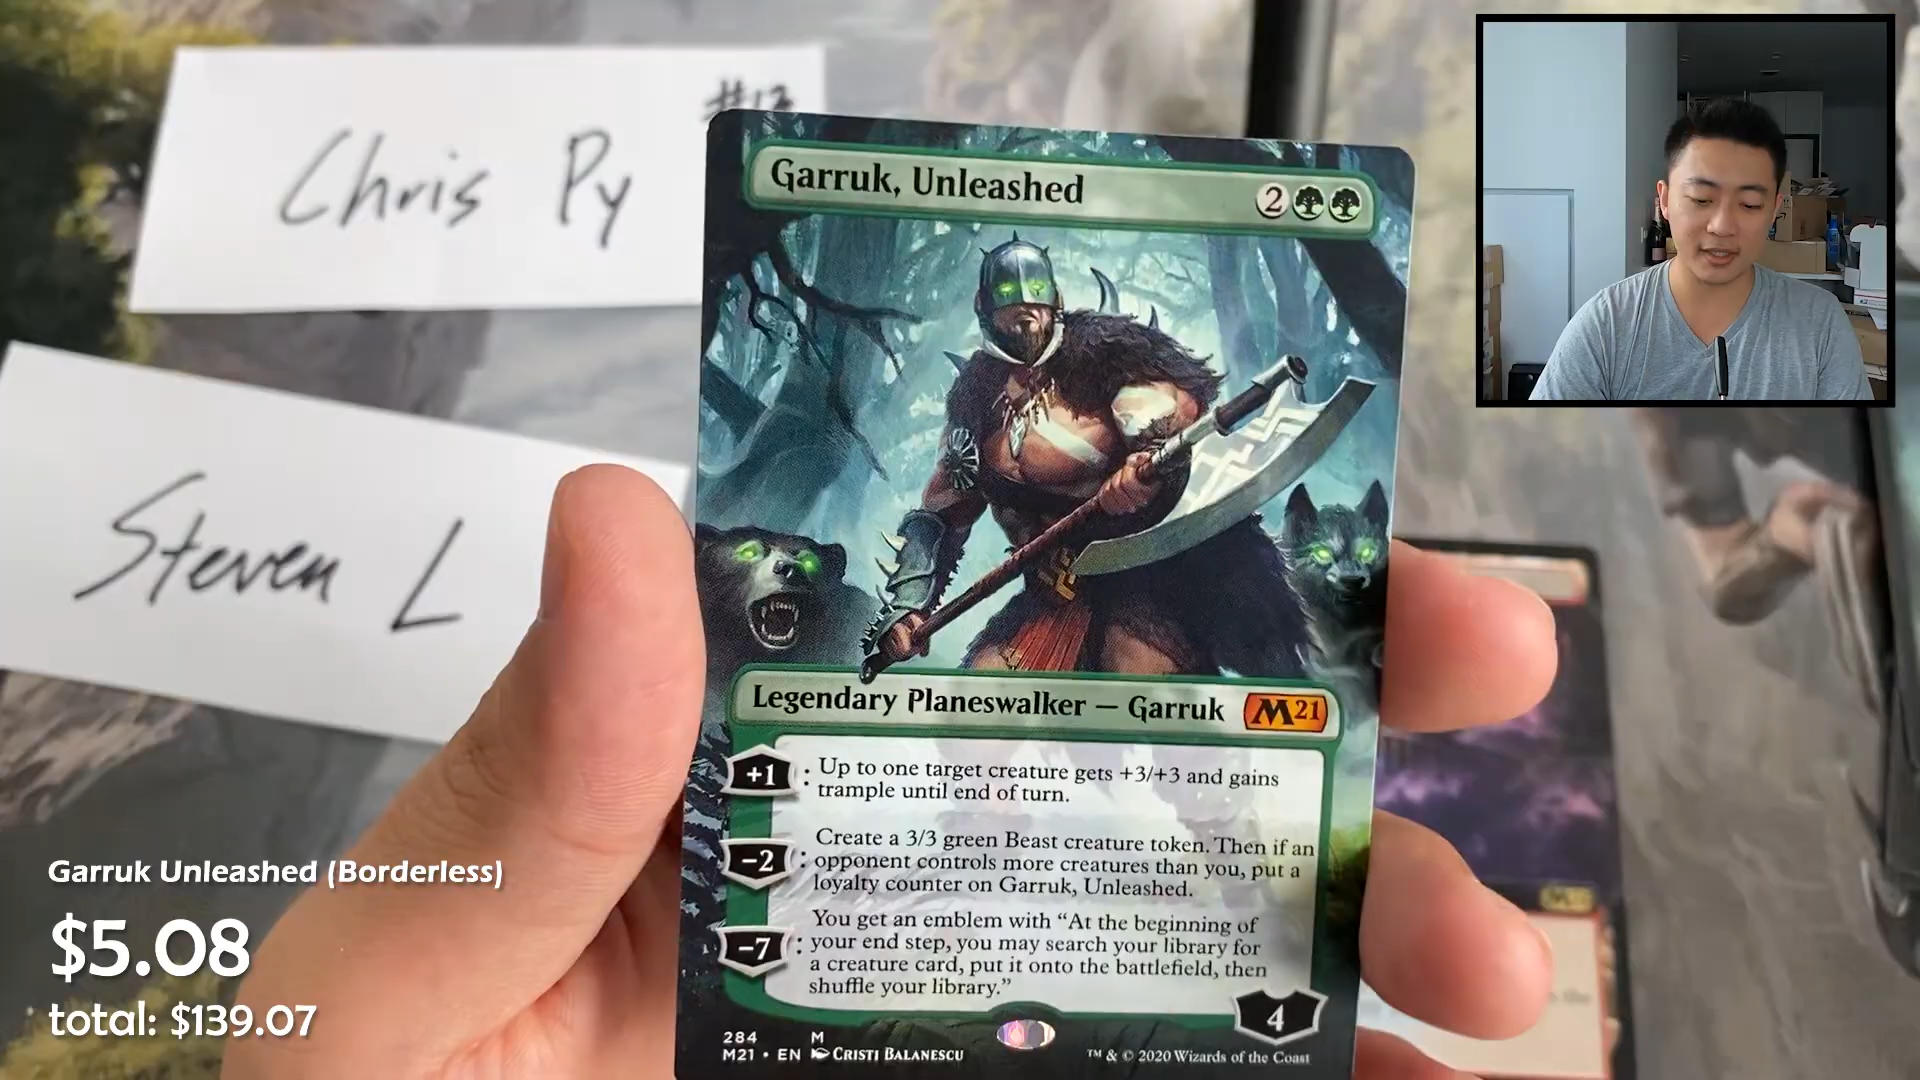 Chris Py
#17
Steven L
Garruk, Unleashed 2
Legendary Planeswalker — Garruk M21
+1: Up to one target creature gets +3/+3 and gains
trample until end of turn.
Create a 3/3 green Beast creature token. Then if an
−2: opponent controls more creatures than you, put a
loyalty counter on Garruk, Unleashed.
You get an emblem with “At the beginning of
−7: your end step, you may search your library for
a creature card, put it onto the battlefield, then
shuffle your library.”
4
284 M
M21 • EN CRISTI BALANESCU
™ & © 2020 Wizards of the Coast
Garruk Unleashed (Borderless)
$5.08
total: $139.07